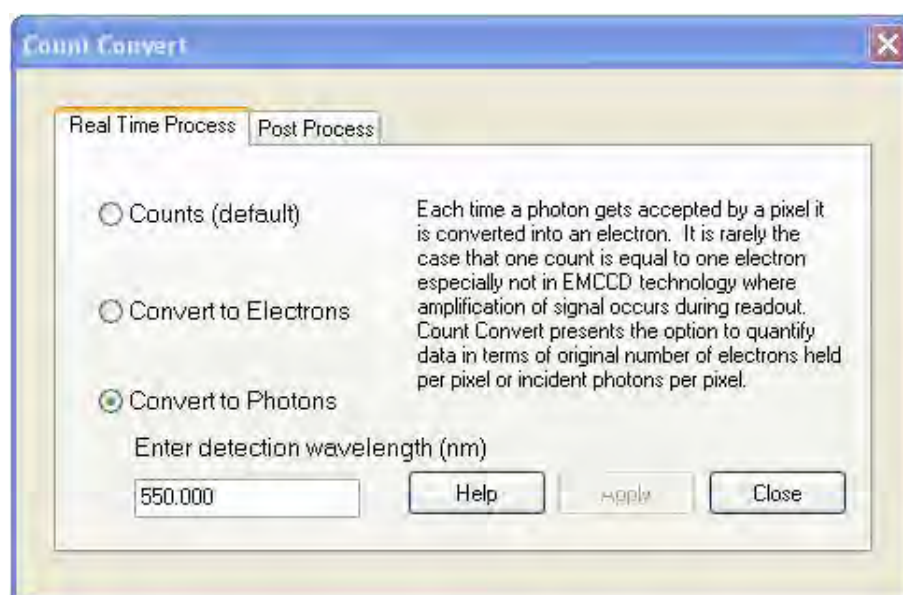 Count Convert
Real Time Process
Post Process
Counts (default)
Convert to Electrons
Convert to Photons
Each time a photon gets accepted by a pixel it
is converted into an electron. It is rarely the
case that one count is equal to one electron
especially not in EMCCD technology where
amplification of signal occurs during readout.
Count Convert presents the option to quantify
data in terms of original number of electrons held
per pixel or incident photons per pixel.
Enter detection wavelength (nm)
550.000
Help
Apply
Close